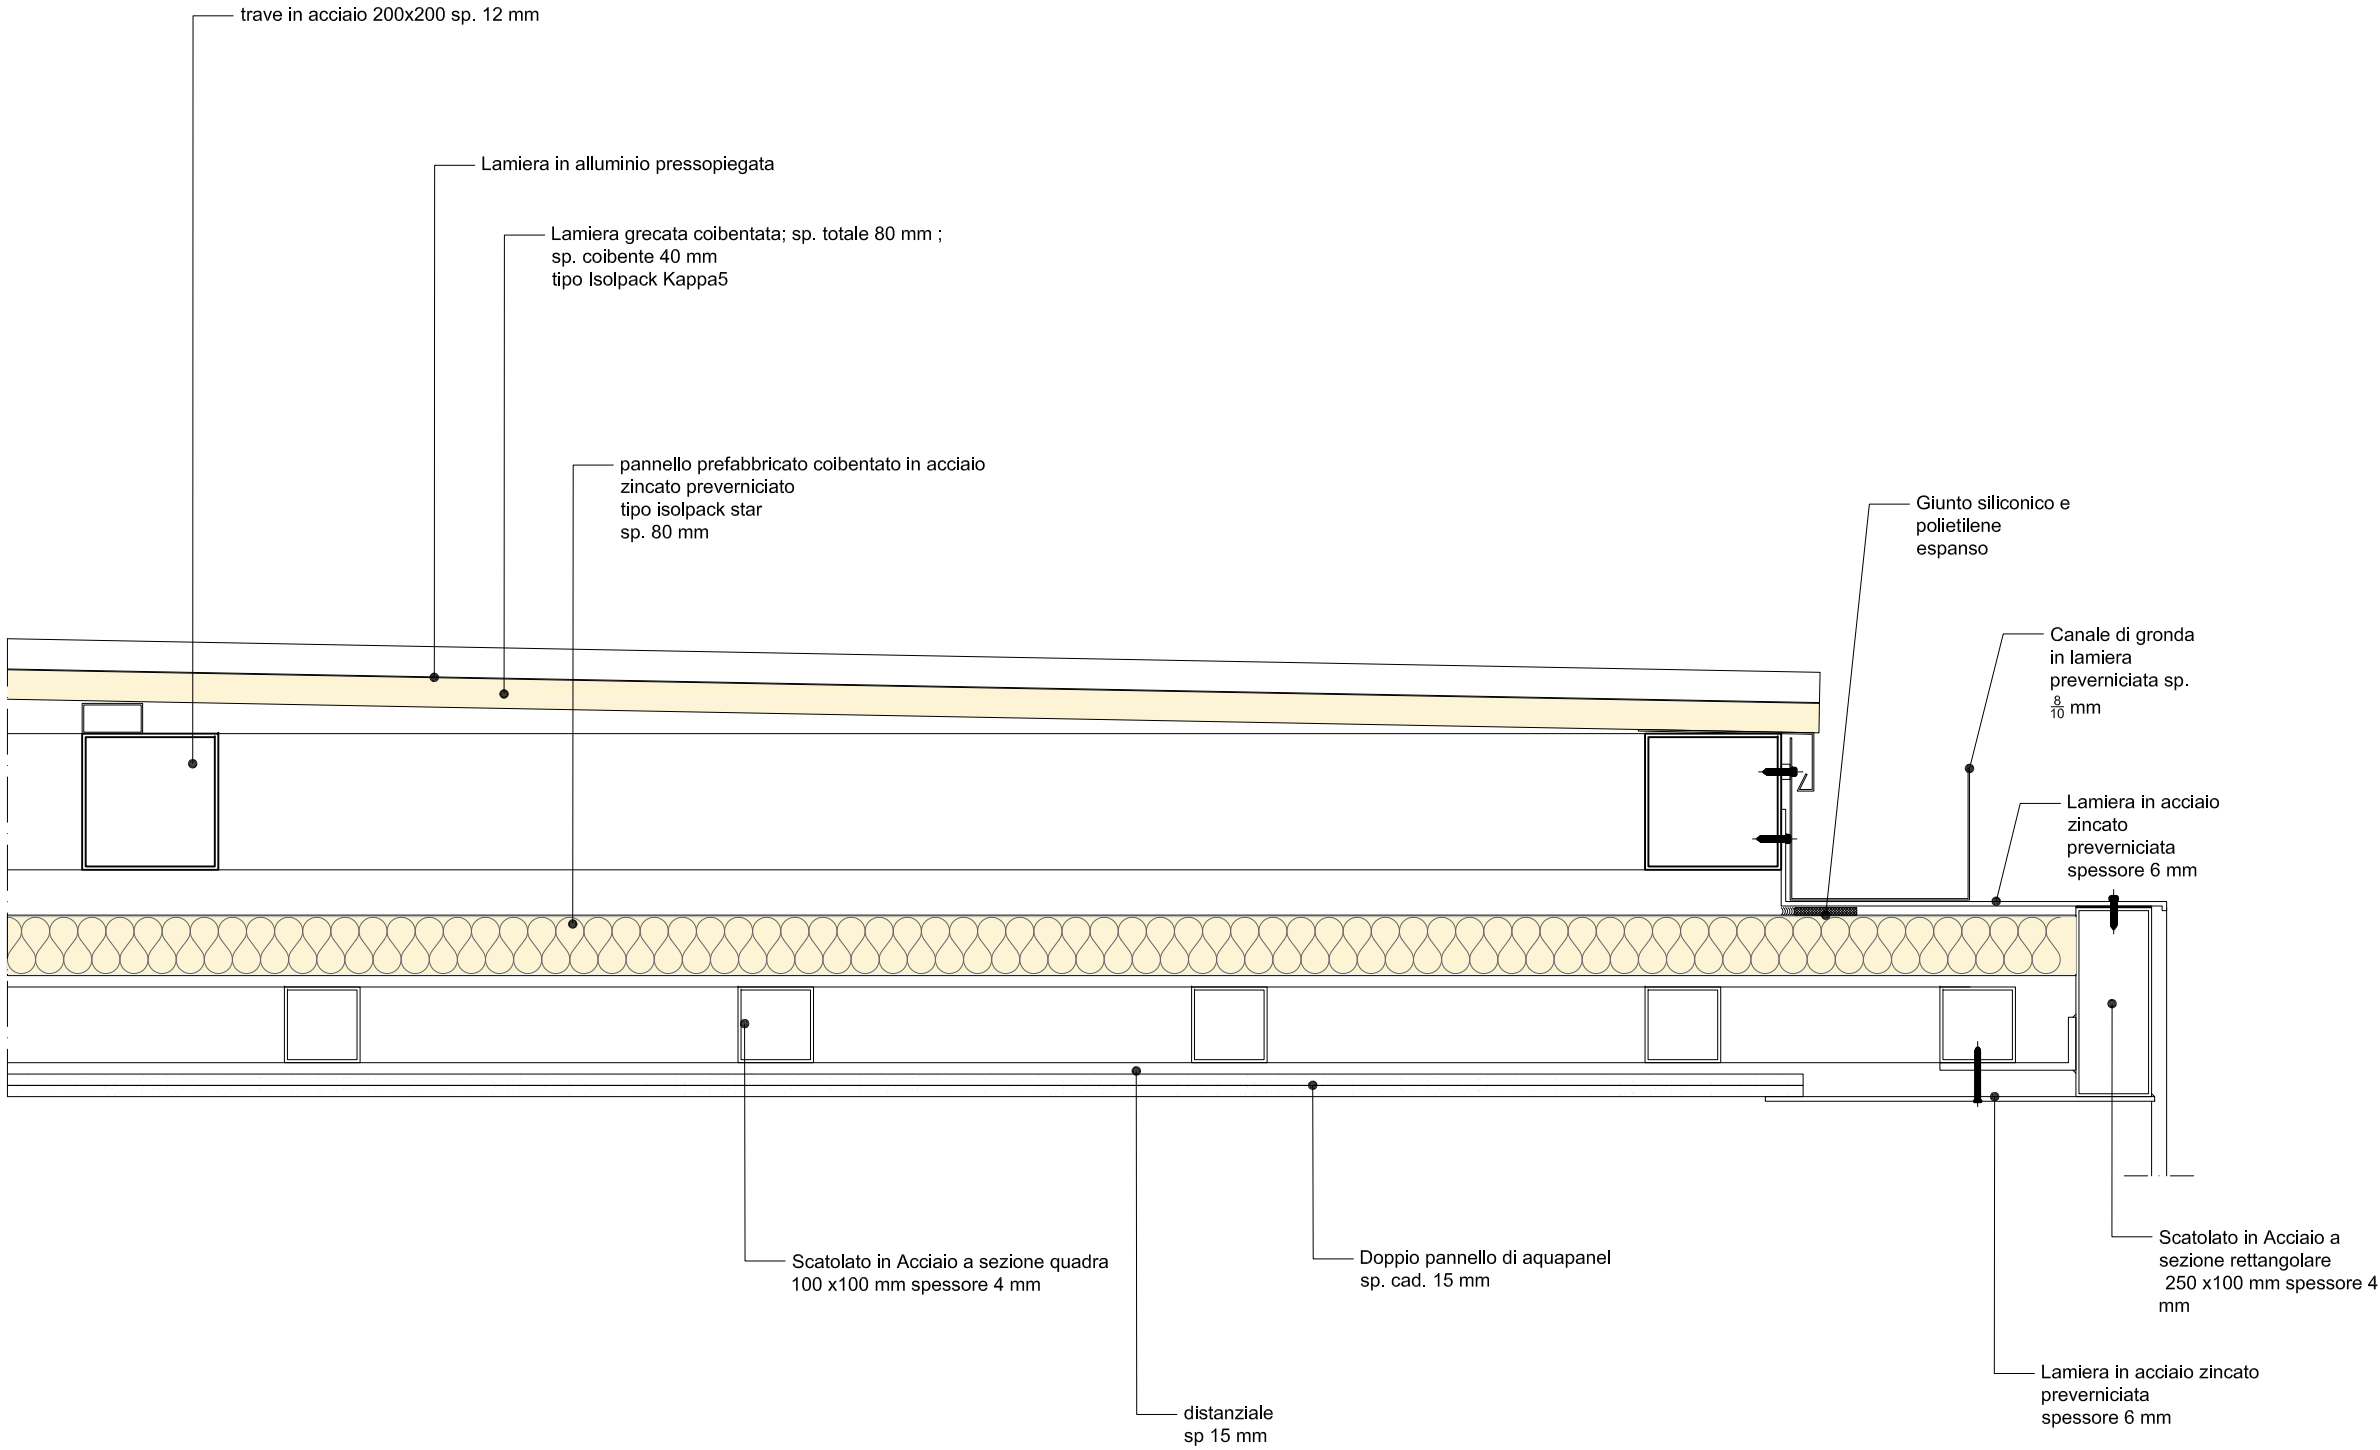 trave in acciaio 200x200 sp. 12 mm
Lamiera in alluminio pressopiegata
Lamiera grecata coibentata; sp. totale 80 mm ;
sp. coibente 40 mm
tipo Isolpack Kappa5
pannello prefabbricato coibentato in acciaio
zincato preverniciato
tipo isolpack star
sp. 80 mm
Giunto siliconico e
polietilene
espanso
Canale di gronda
in lamiera
preverniciata sp.
8/10 mm
Lamiera in acciaio
zincato
preverniciata
spessore 6 mm
Scatolato in Acciaio a sezione quadra
100 x100 mm spessore 4 mm
Doppio pannello di aquapanel
sp. cad. 15 mm
Scatolato in Acciaio a
sezione rettangolare
250 x100 mm spessore 4
mm
Lamiera in acciaio zincato
preverniciata
spessore 6 mm
distanziale
sp 15 mm